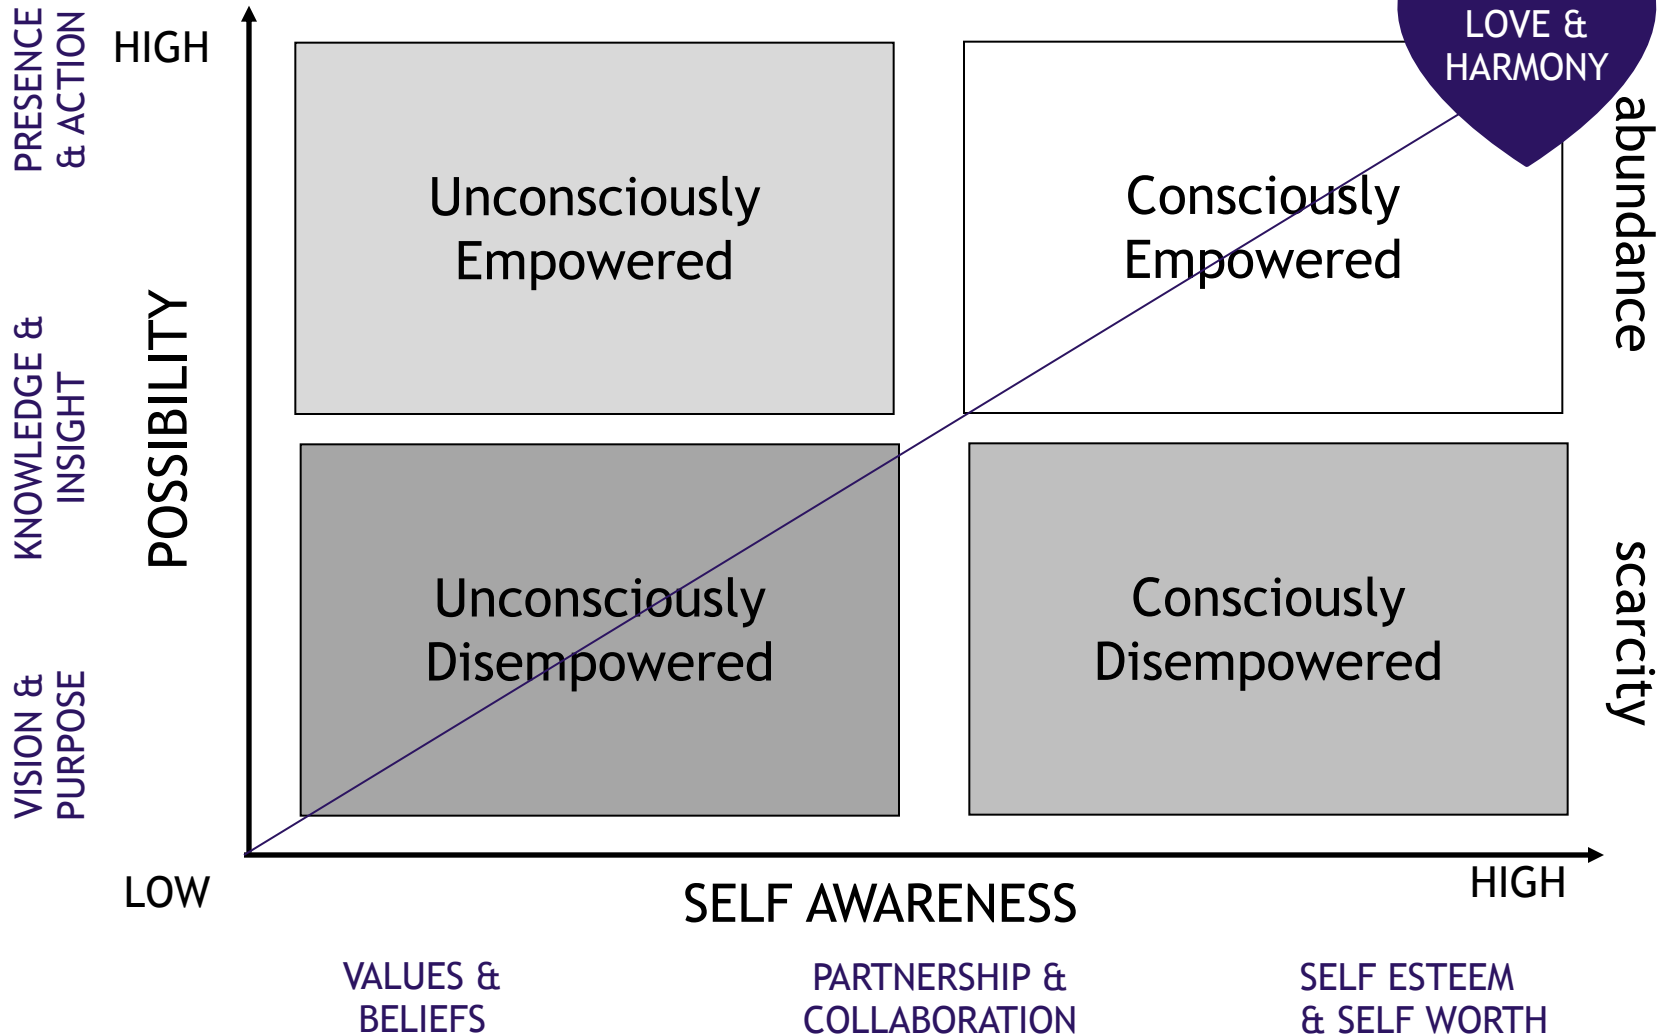 PRESENCE
& ACTION
HIGH
LOVE &
HARMONY
Unconsciously
Empowered
Consciously
Empowered
abundance
KNOWLEDGE &
INSIGHT
POSSIBILITY
Unconsciously
Disempowered
Consciously
Disempowered
scarcity
VISION &
PURPOSE
LOW
SELF AWARENESS
HIGH
VALUES &
BELIEFS
PARTNERSHIP &
COLLABORATION
SELF ESTEEM
& SELF WORTH